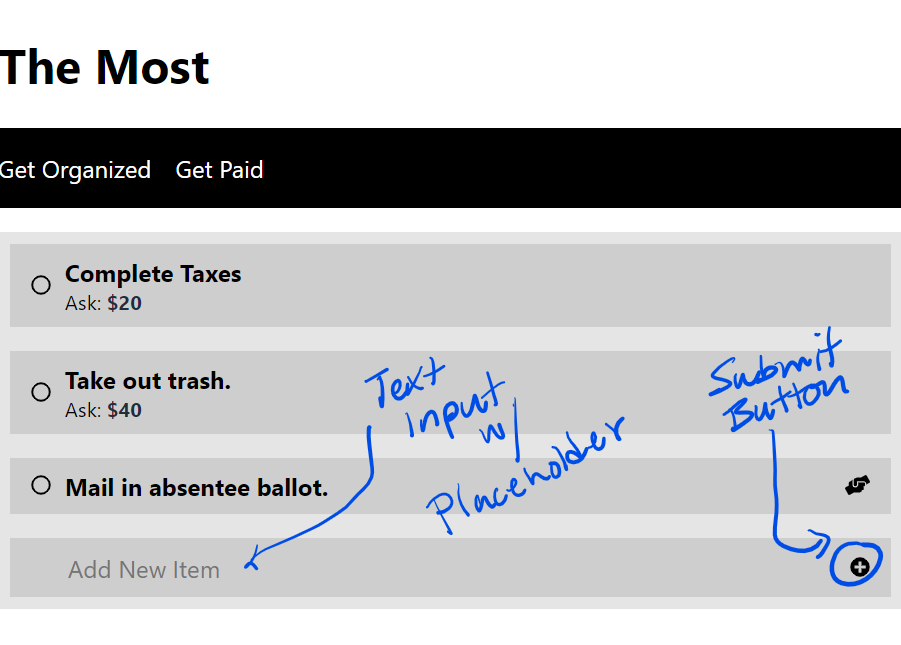 The Most
Get Organized Get Paid
Complete Taxes
Ask: $20
Take out trash.
Ask: $40
Text
input
w/
Placeholder
Submit
Button
Mail in absentee ballot.
Add New Item